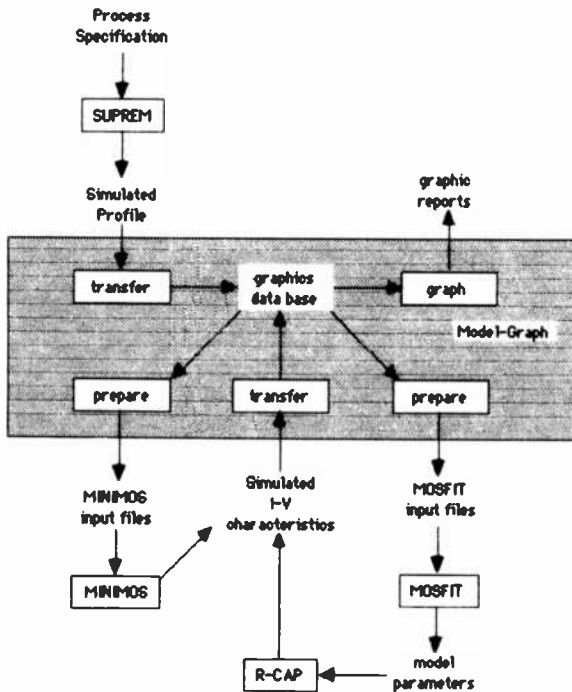 Process
Specification
SUPREM
Simulated
Profile
graphic
reports
transfer
graphics
data base
graph
Model-Graph
prepare
transfer
prepare
MINIMOS
input files
Simulated
I-V
characteristics
MOSFIT
input files
MINIMOS
MOSFIT
R-CAP
model
parameters